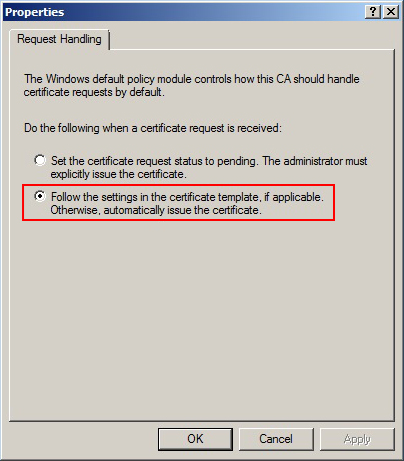 Properties
Request Handling
The Windows default policy module controls how this CA should handle
certificate requests by default.
Do the following when a certificate request is received:
Set the certificate request status to pending. The administrator must
explicitly issue the certificate.
Follow the settings in the certificate template, if applicable.
Otherwise, automatically issue the certificate.
OK Cancel Apply